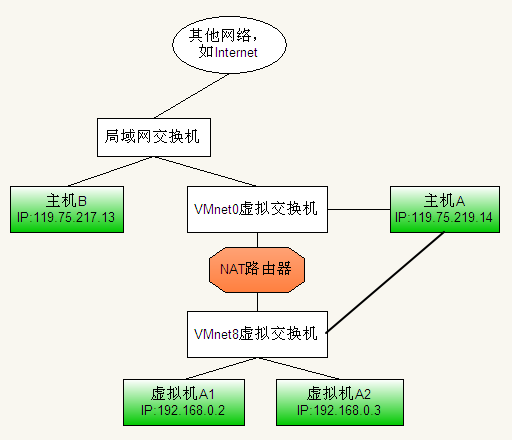 其他网络，
如Internet
局域网交换机
主机B
IP:119.75.217.13
VMnet0虚拟交换机
主机A
IP:119.75.219.14
NAT路由器
VMnet8虚拟交换机
虚拟机A1
IP:192.168.0.2
虚拟机A2
IP:192.168.0.3